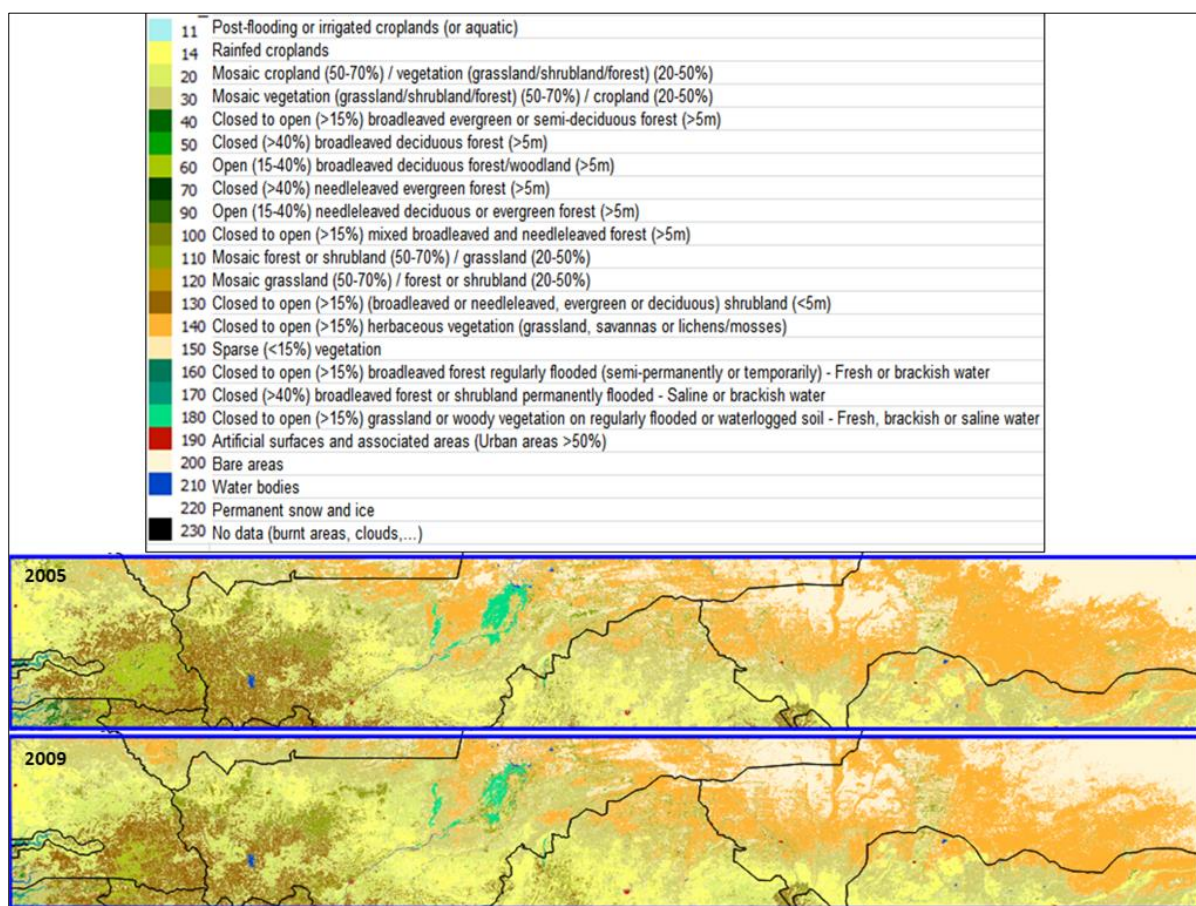 11 Post-flooding or irrigated croplands (or aquatic)
14 Rainfed croplands
20 Mosaic cropland (50-70%) / vegetation (grassland/shrubland/forest) (20-50%)
30 Mosaic vegetation (grassland/shrubland/forest) (50-70%) / cropland (20-50%)
40 Closed to open (>15%) broadleaved evergreen or semi-deciduous forest (>5m)
50 Closed (>40%) broadleaved deciduous forest (>5m)
60 Open (15-40%) broadleaved deciduous forest/woodland (>5m)
70 Closed (>40%) needleleaved evergreen forest (>5m)
90 Open (15-40%) needleleaved deciduous or evergreen forest (>5m)
100 Closed to open (>15%) mixed broadleaved and needleleaved forest (>5m)
110 Mosaic forest or shrubland (50-70%) / grassland (20-50%)
120 Mosaic grassland (50-70%) / forest or shrubland (20-50%)
130 Closed to open (>15%) (broadleaved or needleleaved, evergreen or deciduous) shrubland (<5m)
140 Closed to open (>15%) herbaceous vegetation (grassland, savannas or lichens/mosses)
150 Sparse (<15%) vegetation
160 Closed to open (>15%) broadleaved forest regularly flooded (semi-permanently or temporarily) - Fresh or brackish water
170 Closed (>40%) broadleaved forest or shrubland permanently flooded - Saline or brackish water
180 Closed to open (>15%) grassland or woody vegetation on regularly flooded or waterlogged soil - Fresh, brackish or saline water
190 Artificial surfaces and associated areas (Urban areas >50%)
200 Bare areas
210 Water bodies
220 Permanent snow and ice
230 No data (burnt areas, clouds,...)
2005
2009